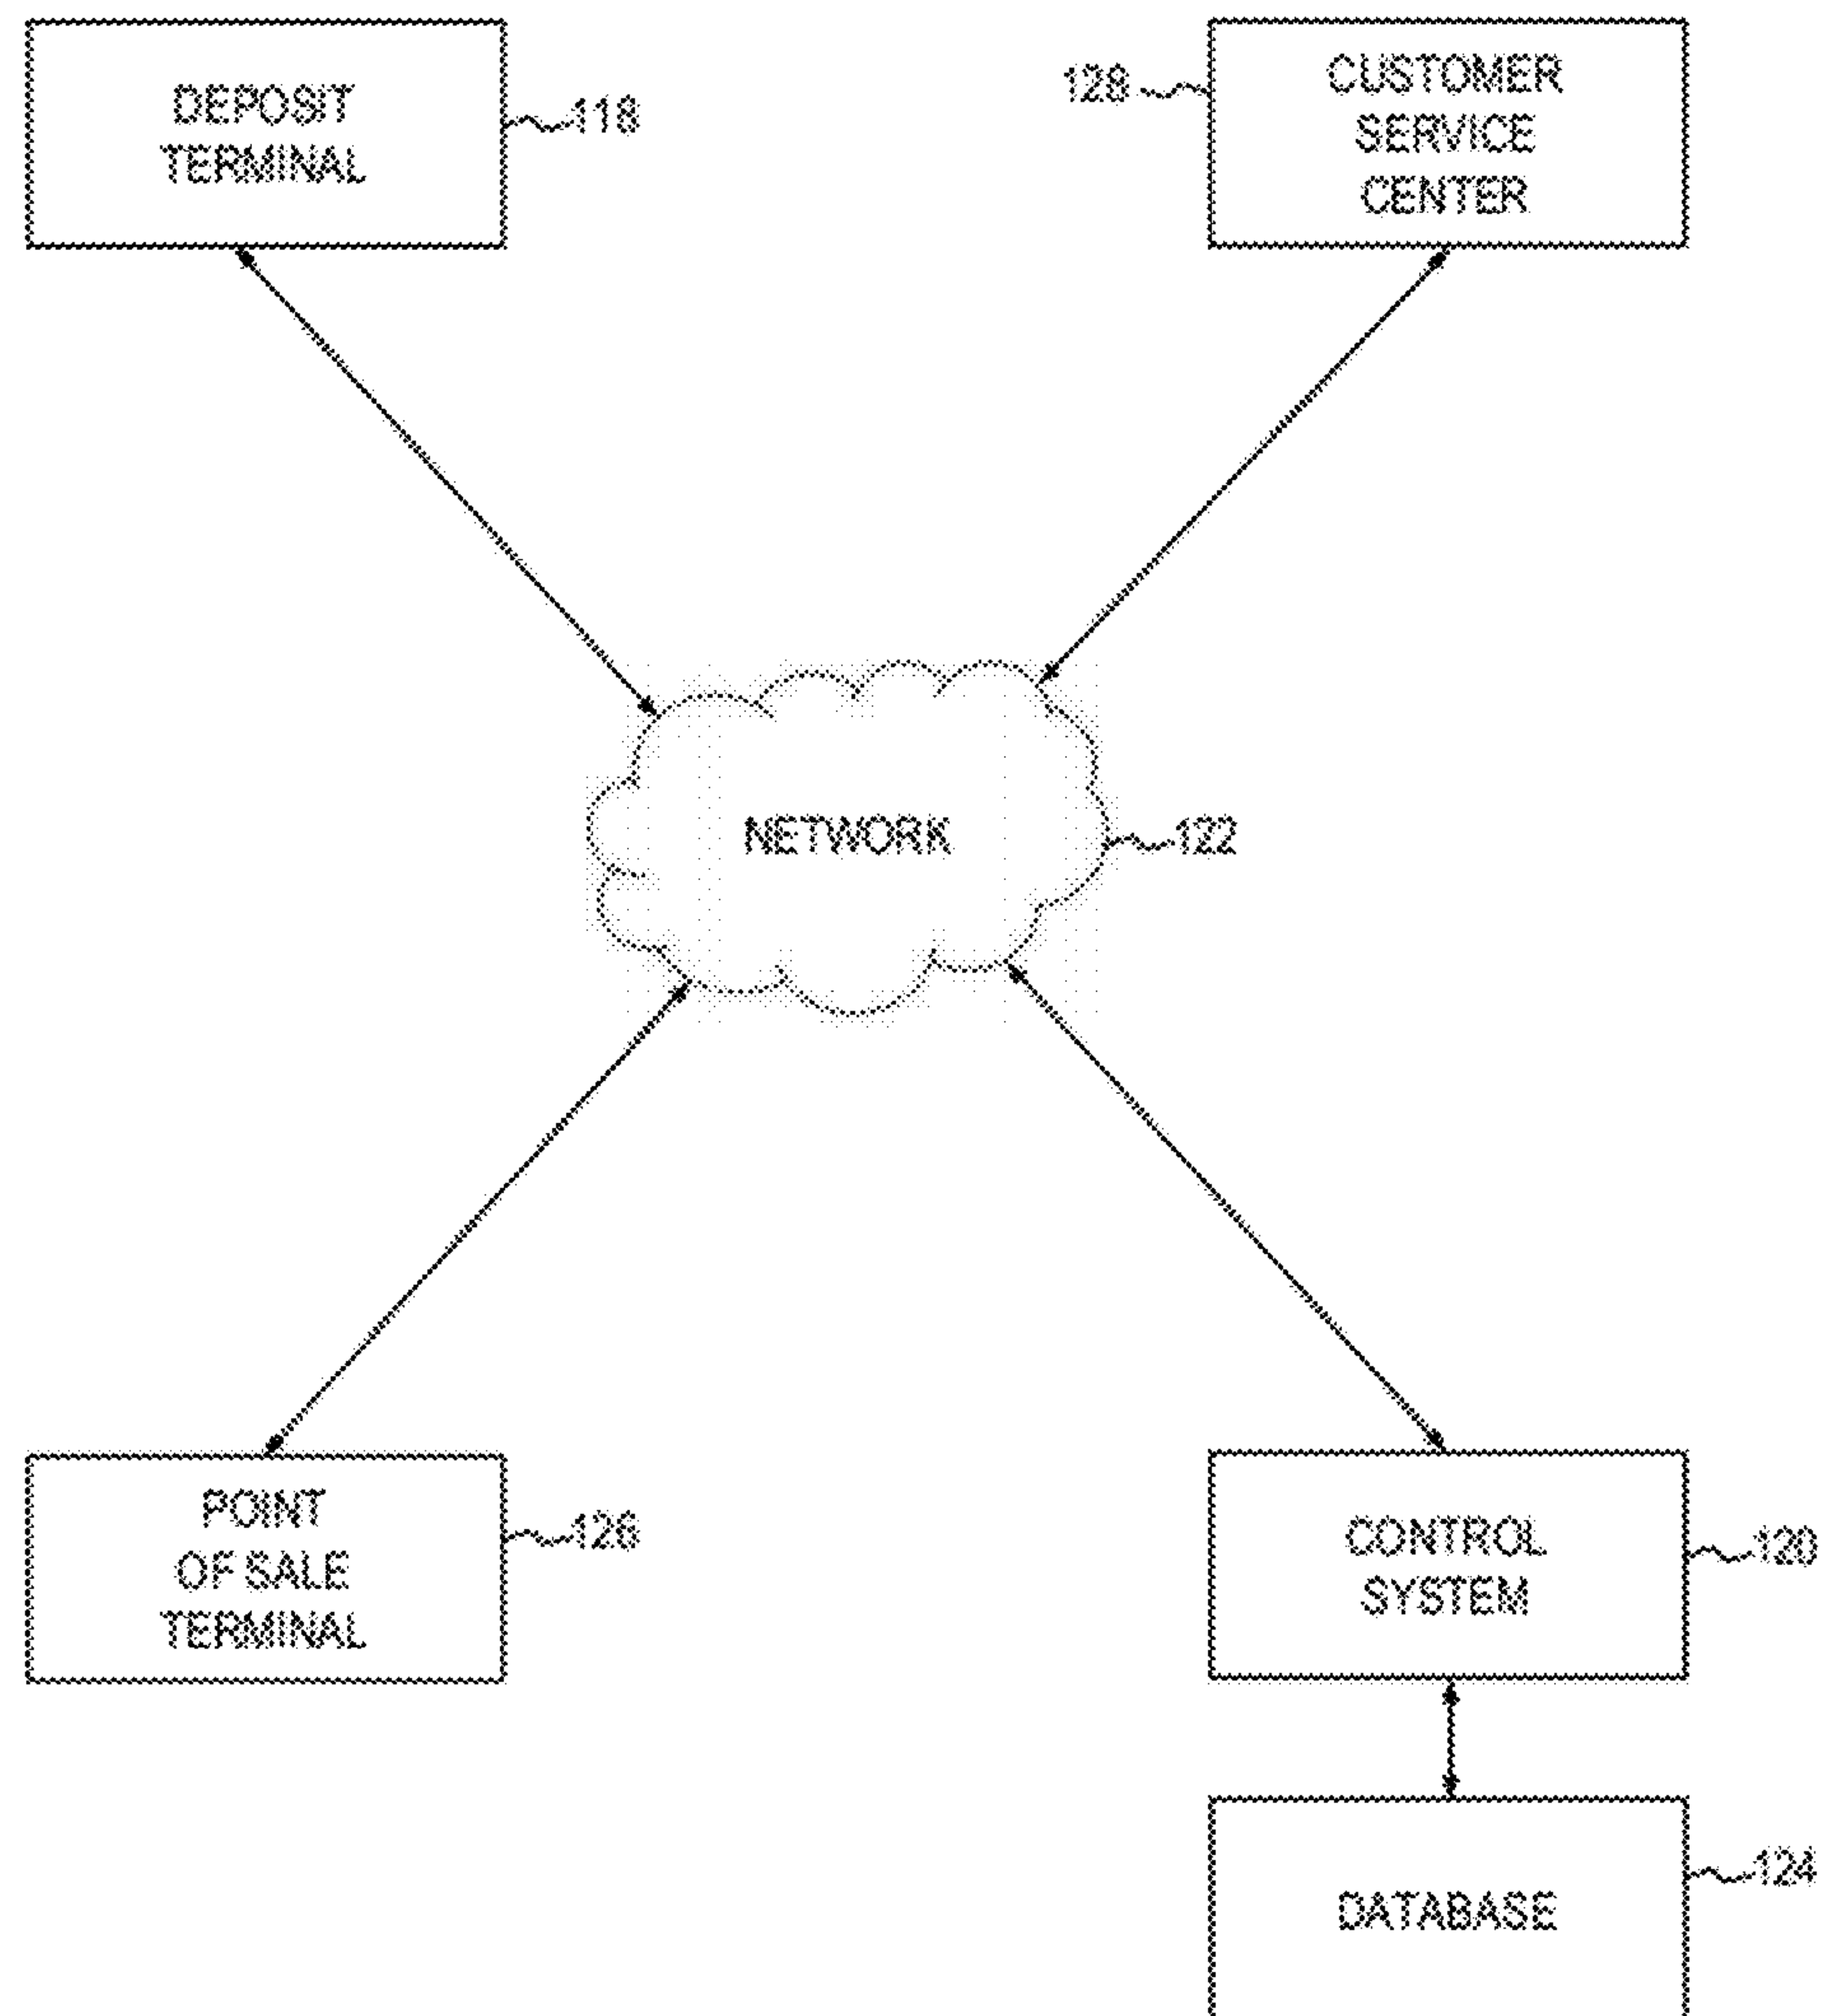 DEPOSIT
TERMINAL
118
128
CUSTOMER
SERVICE
CENTER
NETWORK
122
POINT
OF SALE
TERMINAL
126
CONTROL
SYSTEM
120
DATABASE
124